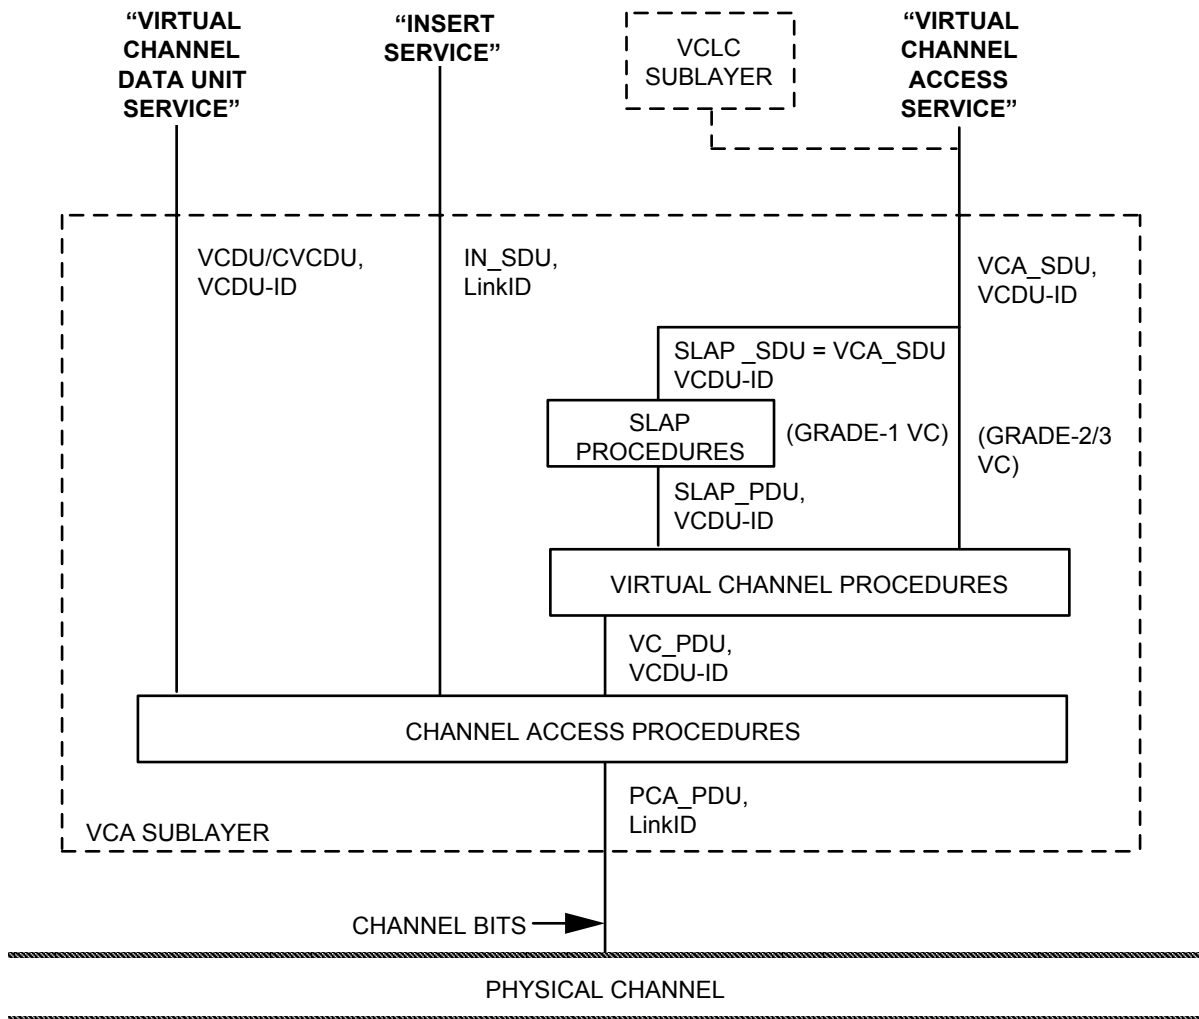 “VIRTUAL
CHANNEL
DATA UNIT
SERVICE”
“INSERT
SERVICE”
VCLC
SUBLAYER
“VIRTUAL
CHANNEL
ACCESS
SERVICE”
VCDU/CVCDU,
VCDU-ID
IN_SDU,
LinkID
VCA_SDU,
VCDU-ID
SLAP _SDU = VCA_SDU
VCDU-ID
SLAP
PROCEDURES
(GRADE-1 VC)
(GRADE-2/3
VC)
SLAP_PDU,
VCDU-ID
VIRTUAL CHANNEL PROCEDURES
VC_PDU,
VCDU-ID
CHANNEL ACCESS PROCEDURES
PCA_PDU,
LinkID
VCA SUBLAYER
CHANNEL BITS
PHYSICAL CHANNEL